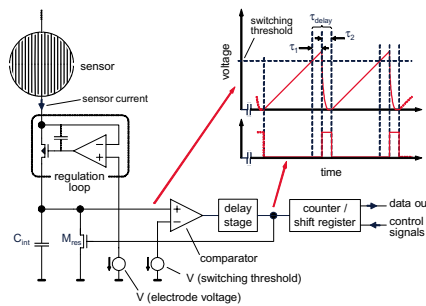 switching
threshold
τdelay
τ1
τ2
voltage
time
sensor
sensor current
regulation
loop
Cint
Mres
+
−
comparator
delay
stage
counter /
shift register
data out
control
signals
V (switching threshold)
V (electrode voltage)